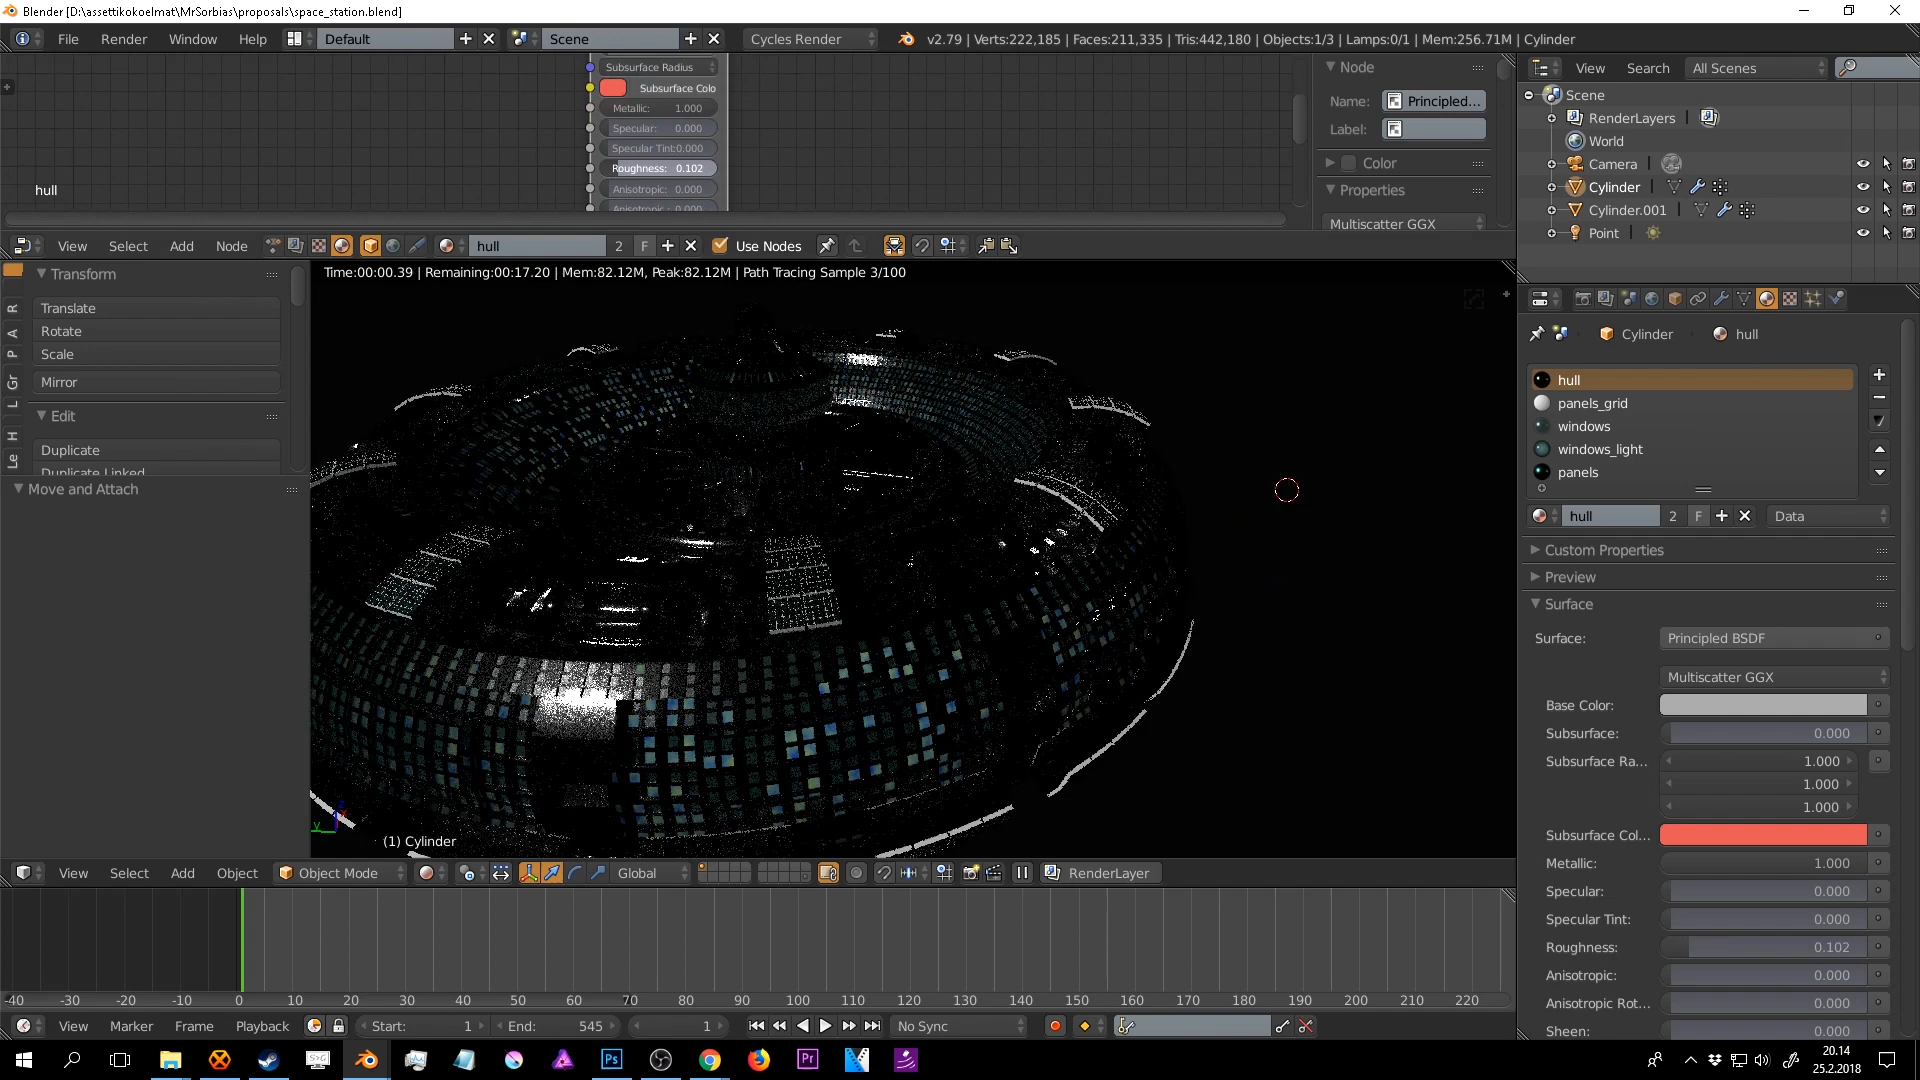 Blender [D:\assettikokoelmat\MrSorbias\proposals\space_station.blend]
File Render Window Help Default Scene Cycles Render v2.79 | Verts:222,185 | Faces:211,335 | Tris:442,180 | Objects:1/3 | Lamps:0/1 | Mem:256.71M | Cylinder
Subsurface Radius
Subsurface Colo
Metallic: 1.000
Specular: 0.000
Specular Tint:0.000
Roughness: 0.102
Anisotropic: 0.000
Anisotropic 0.000
hull
Node
Name: Principled...
Label:
Color
Properties
Multiscatter GGX
View Search All Scenes
Scene
RenderLayers
World
Camera
Cylinder
Cylinder.001
Point
View Select Add Node hull 2 F Use Nodes
Transform
Translate
Rotate
Scale
Mirror
Edit
Duplicate
Duplicate Linked
Move and Attach
R
A
P
Gr
L
H
Le
Time:00:00.39 | Remaining:00:17.20 | Mem:82.12M, Peak:82.12M | Path Tracing Sample 3/100
(1) Cylinder
Cylinder hull
hull
panels_grid
windows
windows_light
panels
hull 2 F Data
Custom Properties
Preview
Surface
Surface: Principled BSDF
Multiscatter GGX
Base Color:
Subsurface: 0.000
Subsurface Ra... 1.000
1.000
1.000
Subsurface Col...
Metallic: 1.000
Specular: 0.000
Specular Tint: 0.000
Roughness: 0.102
Anisotropic: 0.000
Anisotropic Rot... 0.000
Sheen: 0.000
View Select Add Object Object Mode Global RenderLayer
-40 -30 -20 -10 0 10 20 30 40 50 60 70 80 90 100 110 120 130 140 150 160 170 180 190 200 210 220
View Marker Frame Playback Start: 1 End: 545 1 No Sync
Ps Pr
20.14
25.2.2018